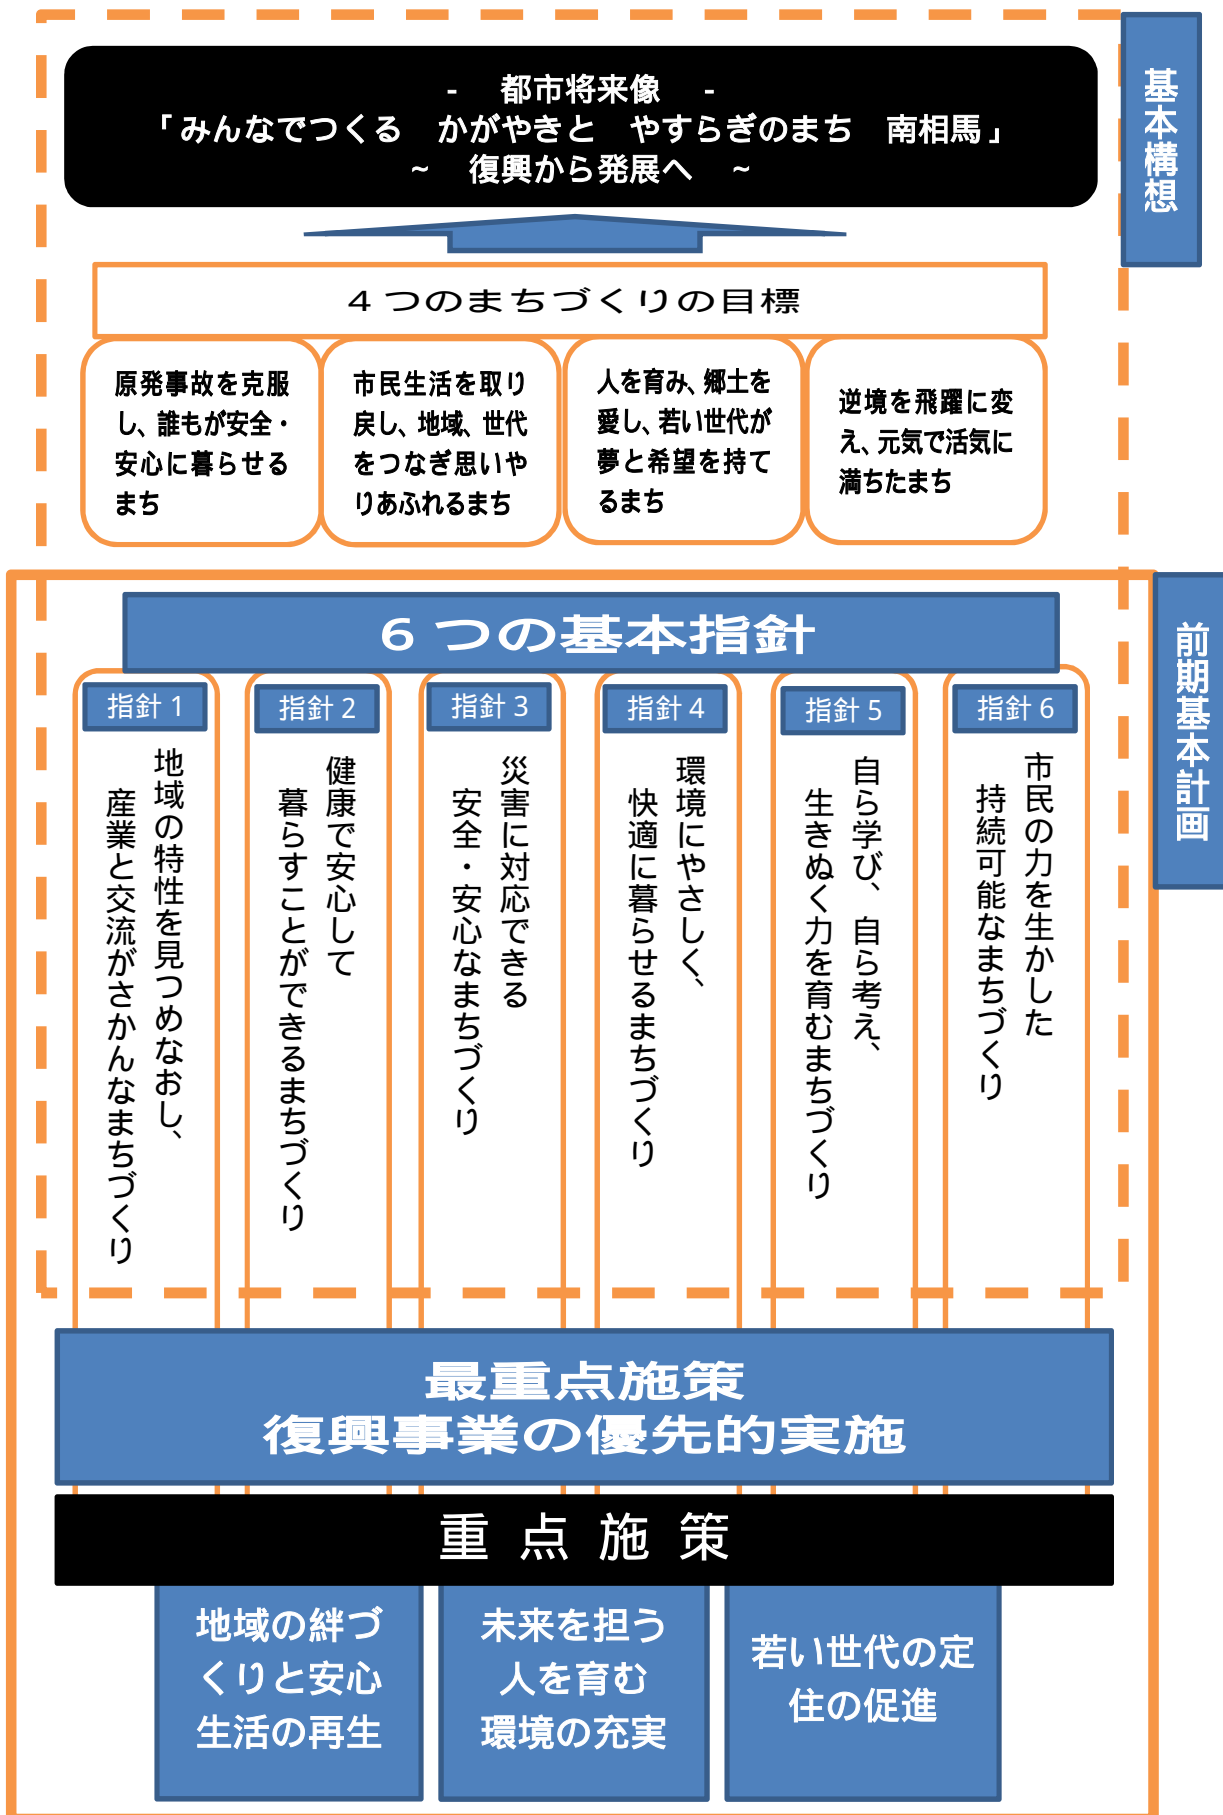 基本構想
-　都市将来像　-
「みんなでつくる　かがやきと　やすらぎのまち　南相馬」
~　復興から発展へ　~
4つのまちづくりの目標
原発事故を克服
し、誰もが安全・
安心に暮らせる
まち
市民生活を取り
戻し、地域、世代
をつなぎ思いや
りあふれるまち
人を育み、郷土を
愛し、若い世代が
夢と希望を持て
るまち
逆境を飛躍に変
え、元気で活気に
満ちたまち
前期基本計画
6つの基本指針
指針1
地域の特性を見つめなおし、
産業と交流がさかんなまちづくり
指針2
健康で安心して
暮らすことができるまちづくり
指針3
災害に対応できる
安全・安心なまちづくり
指針4
環境にやさしく、
快適に暮らせるまちづくり
指針5
自ら学び、自ら考え、
生きぬく力を育むまちづくり
指針6
市民の力を生かした
持続可能なまちづくり
最重点施策
復興事業の優先的実施
重点施策
地域の絆づ
くりと安心
生活の再生
未来を担う
人を育む
環境の充実
若い世代の定
住の促進